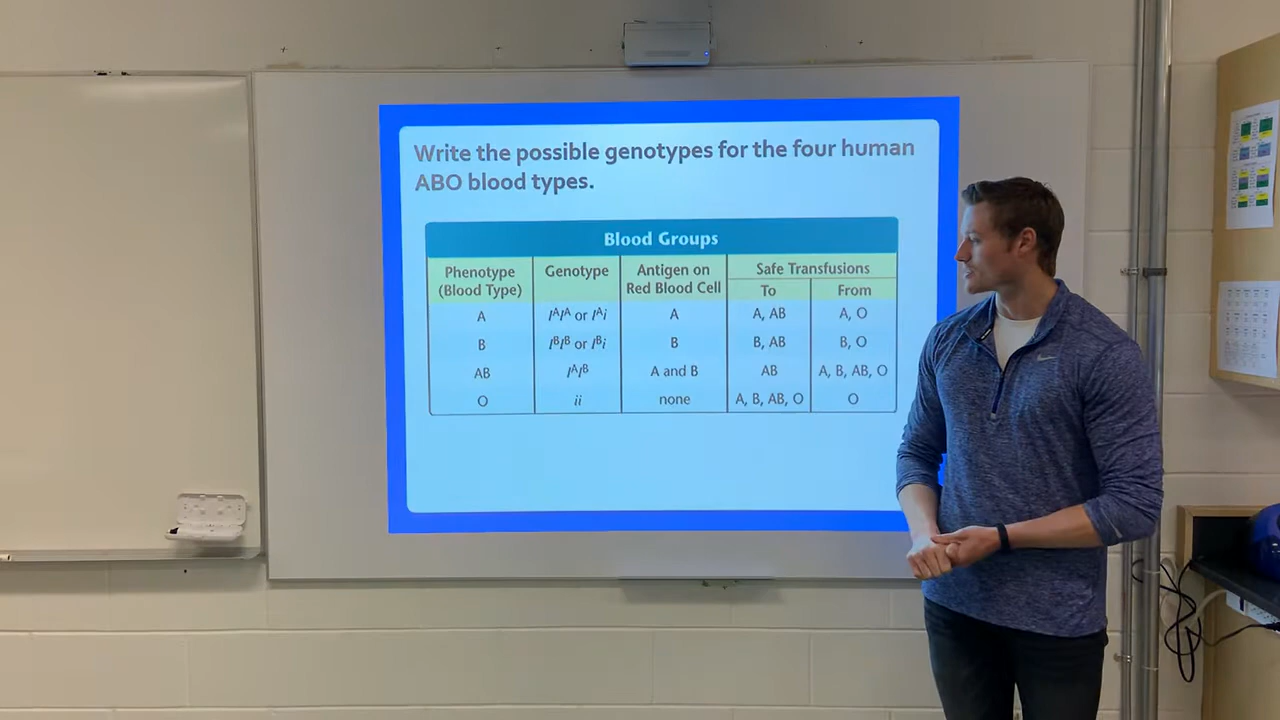 Write the possible genotypes for the four human
ABO blood types.
Blood Groups
Phenotype
(Blood Type)
Genotype
Antigen on
Red Blood Cell
Safe Transfusions
To
From
A
IᴬIᴬ or Iᴬi
A
A, AB
A, O
B
IᴮIᴮ or Iᴮi
B
B, AB
B, O
AB
IᴬIᴮ
A and B
AB
A, B, AB, O
O
ii
none
A, B, AB, O
O